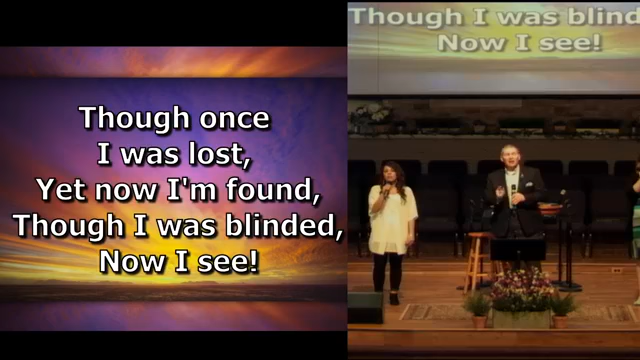 Though once
I was lost,
Yet now I'm found,
Though I was blinded,
Now I see!
Though I was blind
Now I see!